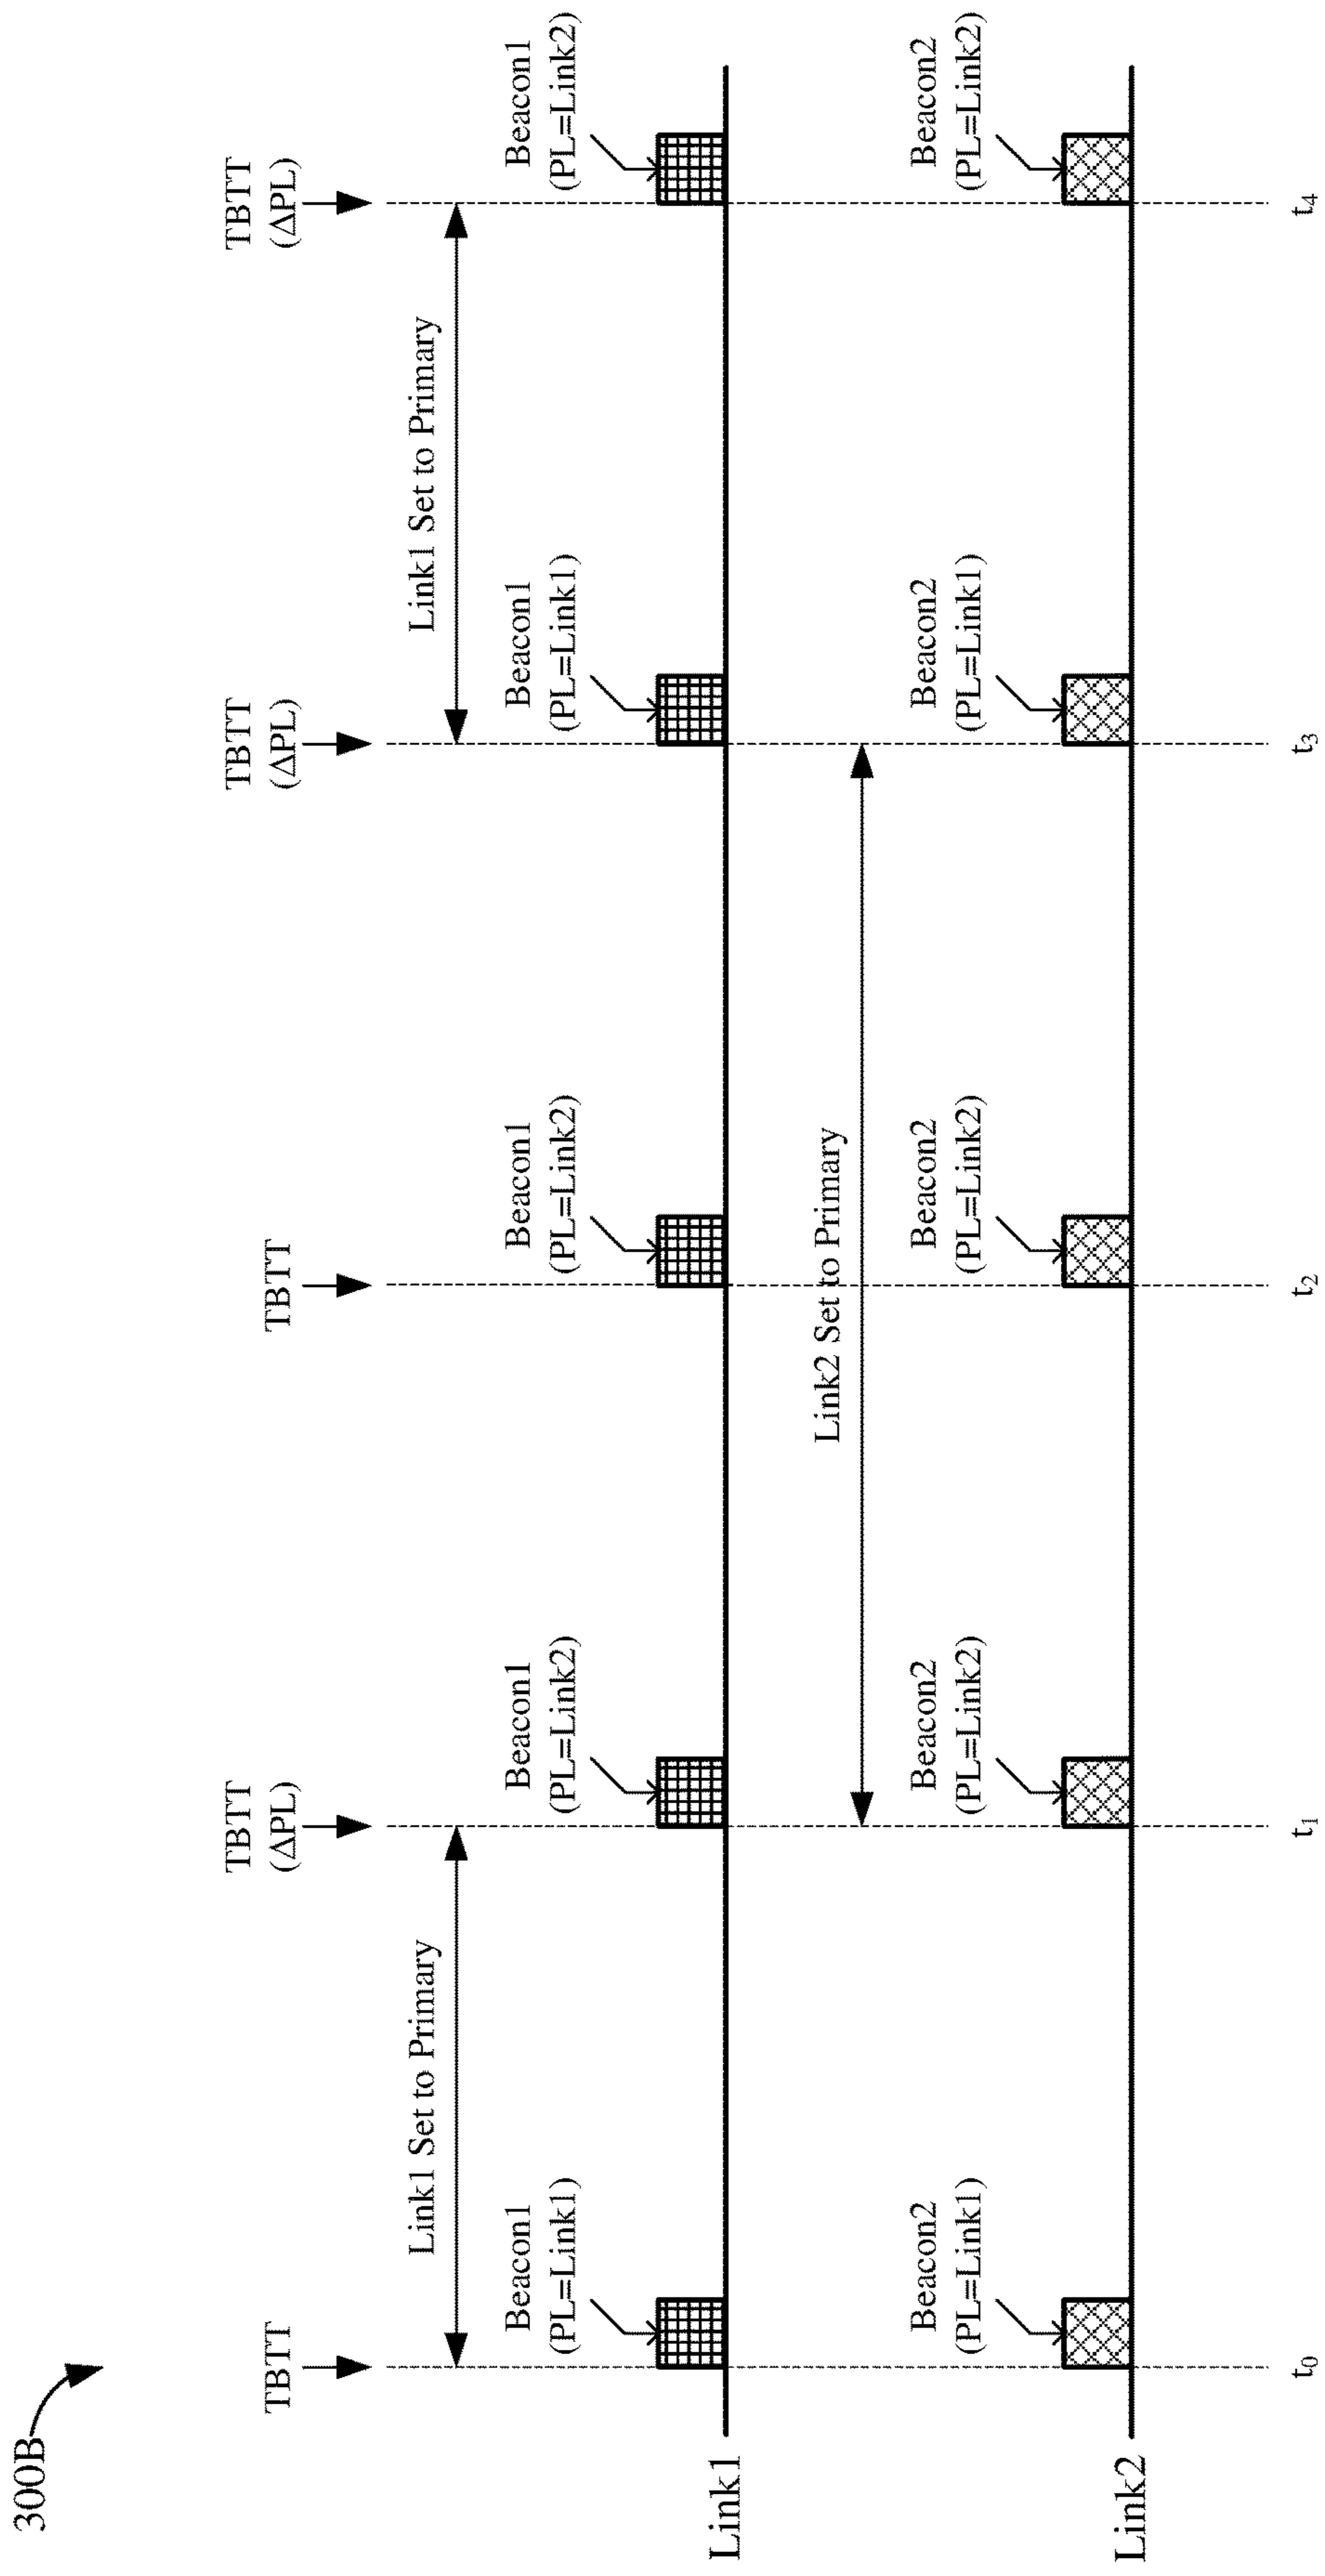 300B
TBTT
TBTT
(ΔPL)
TBTT
TBTT
(ΔPL)
TBTT
(ΔPL)
Link1 Set to Primary
Link1 Set to Primary
Beacon1
(PL=Link1)
Beacon1
(PL=Link2)
Beacon1
(PL=Link2)
Beacon1
(PL=Link1)
Beacon1
(PL=Link2)
Link1
Link2 Set to Primary
Beacon2
(PL=Link1)
Beacon2
(PL=Link2)
Beacon2
(PL=Link2)
Beacon2
(PL=Link1)
Beacon2
(PL=Link2)
Link2
t0
t1
t2
t3
t4